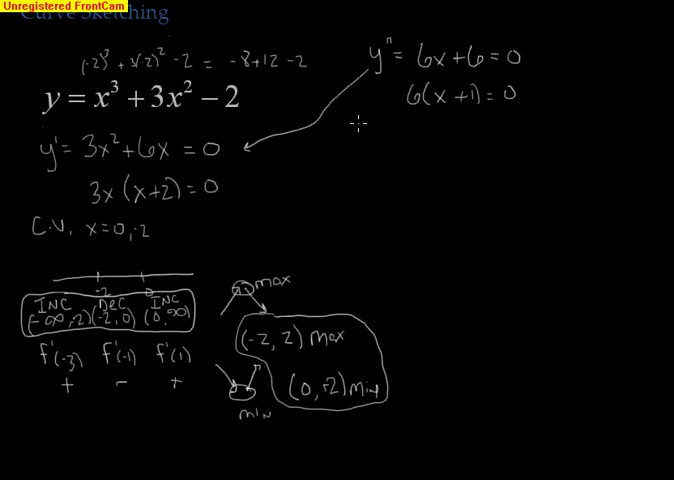 Unregistered FrontCam
Curve Sketching
(-2)³ + 3(-2)² - 2 = -8 + 12 - 2
y = x³ + 3x² - 2
y' = 3x² + 6x = 0
3x (x+2) = 0
C.V. x = 0, -2
y" = 6x + 6 = 0
6(x + 1) = 0
-2 0
INC DEC INC
(-∞, -2) (-2, 0) (0, ∞)
f'(-3) f'(-1) f'(1)
+ - +
max
(-2, 2) max
(0, -2) min
min